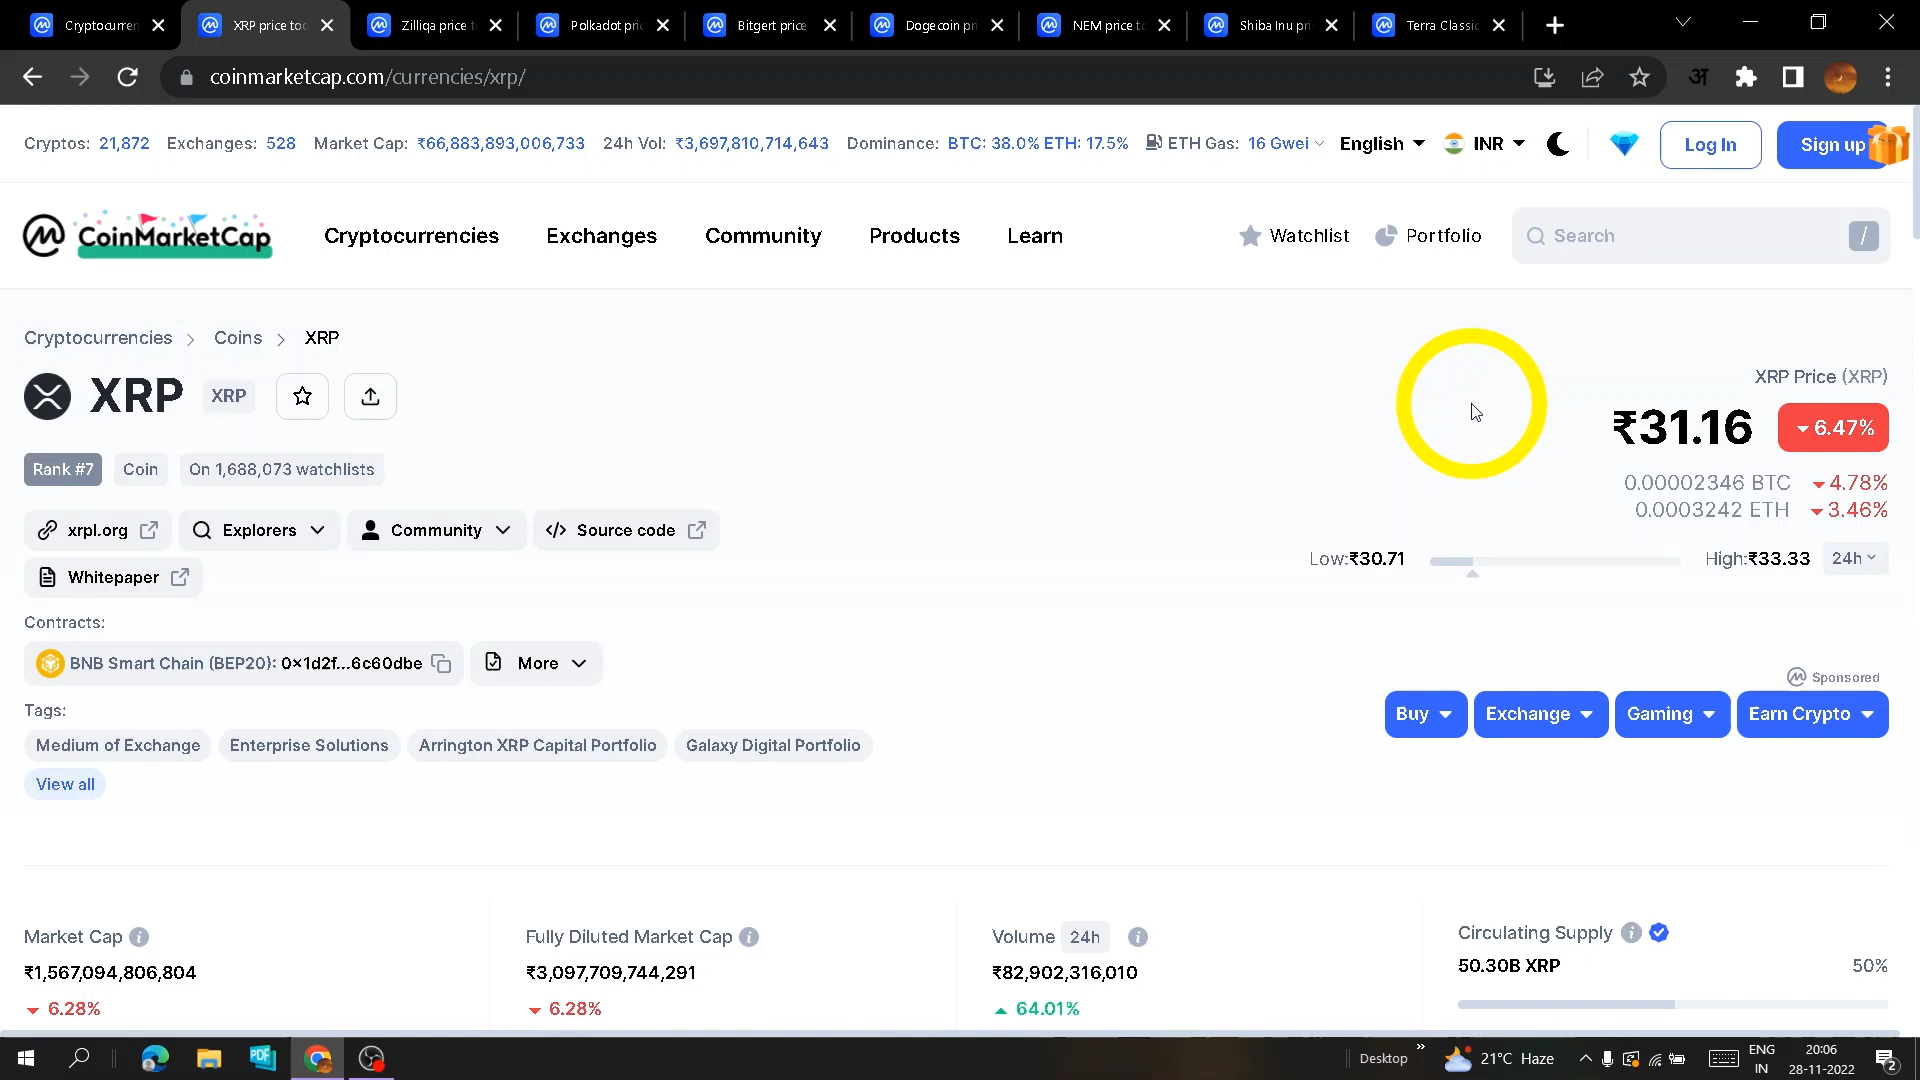 Cryptocurren
XRP price toc
Zilliqa price t
Polkadot pric
Bitgert price
Dogecoin pr
NEM price to
Shiba Inu pri
Terra Classic
coinmarketcap.com/currencies/xrp/
अ
Cryptos: 21,872 Exchanges: 528 Market Cap: ₹66,883,893,006,733 24h Vol: ₹3,697,810,714,643 Dominance: BTC: 38.0% ETH: 17.5% ETH Gas: 16 Gwei English INR Log In Sign up
CoinMarketCap Cryptocurrencies Exchanges Community Products Learn Watchlist Portfolio Search /
Cryptocurrencies > Coins > XRP
XRP XRP
Rank #7 Coin On 1,688,073 watchlists
xrpl.org Explorers Community Source code
Whitepaper
Contracts:
BNB Smart Chain (BEP20): 0x1d2f...6c60dbe More
Tags:
Medium of Exchange Enterprise Solutions Arrington XRP Capital Portfolio Galaxy Digital Portfolio
View all
XRP Price (XRP)
₹31.16 6.47%
0.00002346 BTC 4.78%
0.0003242 ETH 3.46%
Low:₹30.71 High:₹33.33 24h
Sponsored
Buy Exchange Gaming Earn Crypto
Market Cap
₹1,567,094,806,804
6.28%
Fully Diluted Market Cap
₹3,097,709,744,291
6.28%
Volume 24h
₹82,902,316,010
64.01%
Circulating Supply
50.30B XRP 50%
PDF
Desktop
21°C Haze
ENG
IN
20:06
28-11-2022
2